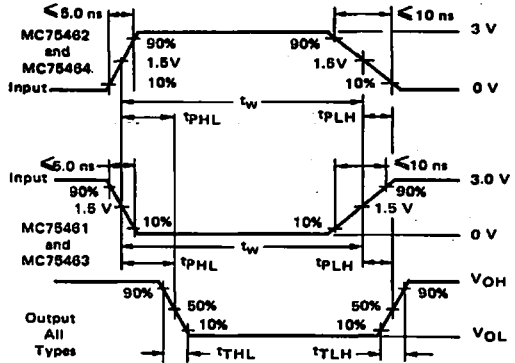 ≤5.0 ns
≤10 ns
MC75462
and
MC75464
Input
90%
1.5 V
10%
90%
1.5 V
10%
3 V
0 V
tw
tPHL
tPLH
≤5.0 ns
≤10 ns
Input
90%
1.5 V
10%
10%
90%
1.5 V
3.0 V
0 V
MC75461
and
MC75463
tw
tPHL
tPLH
Output
All
Types
90%
50%
10%
50%
10%
90%
VOH
VOL
tTHL
tTLH